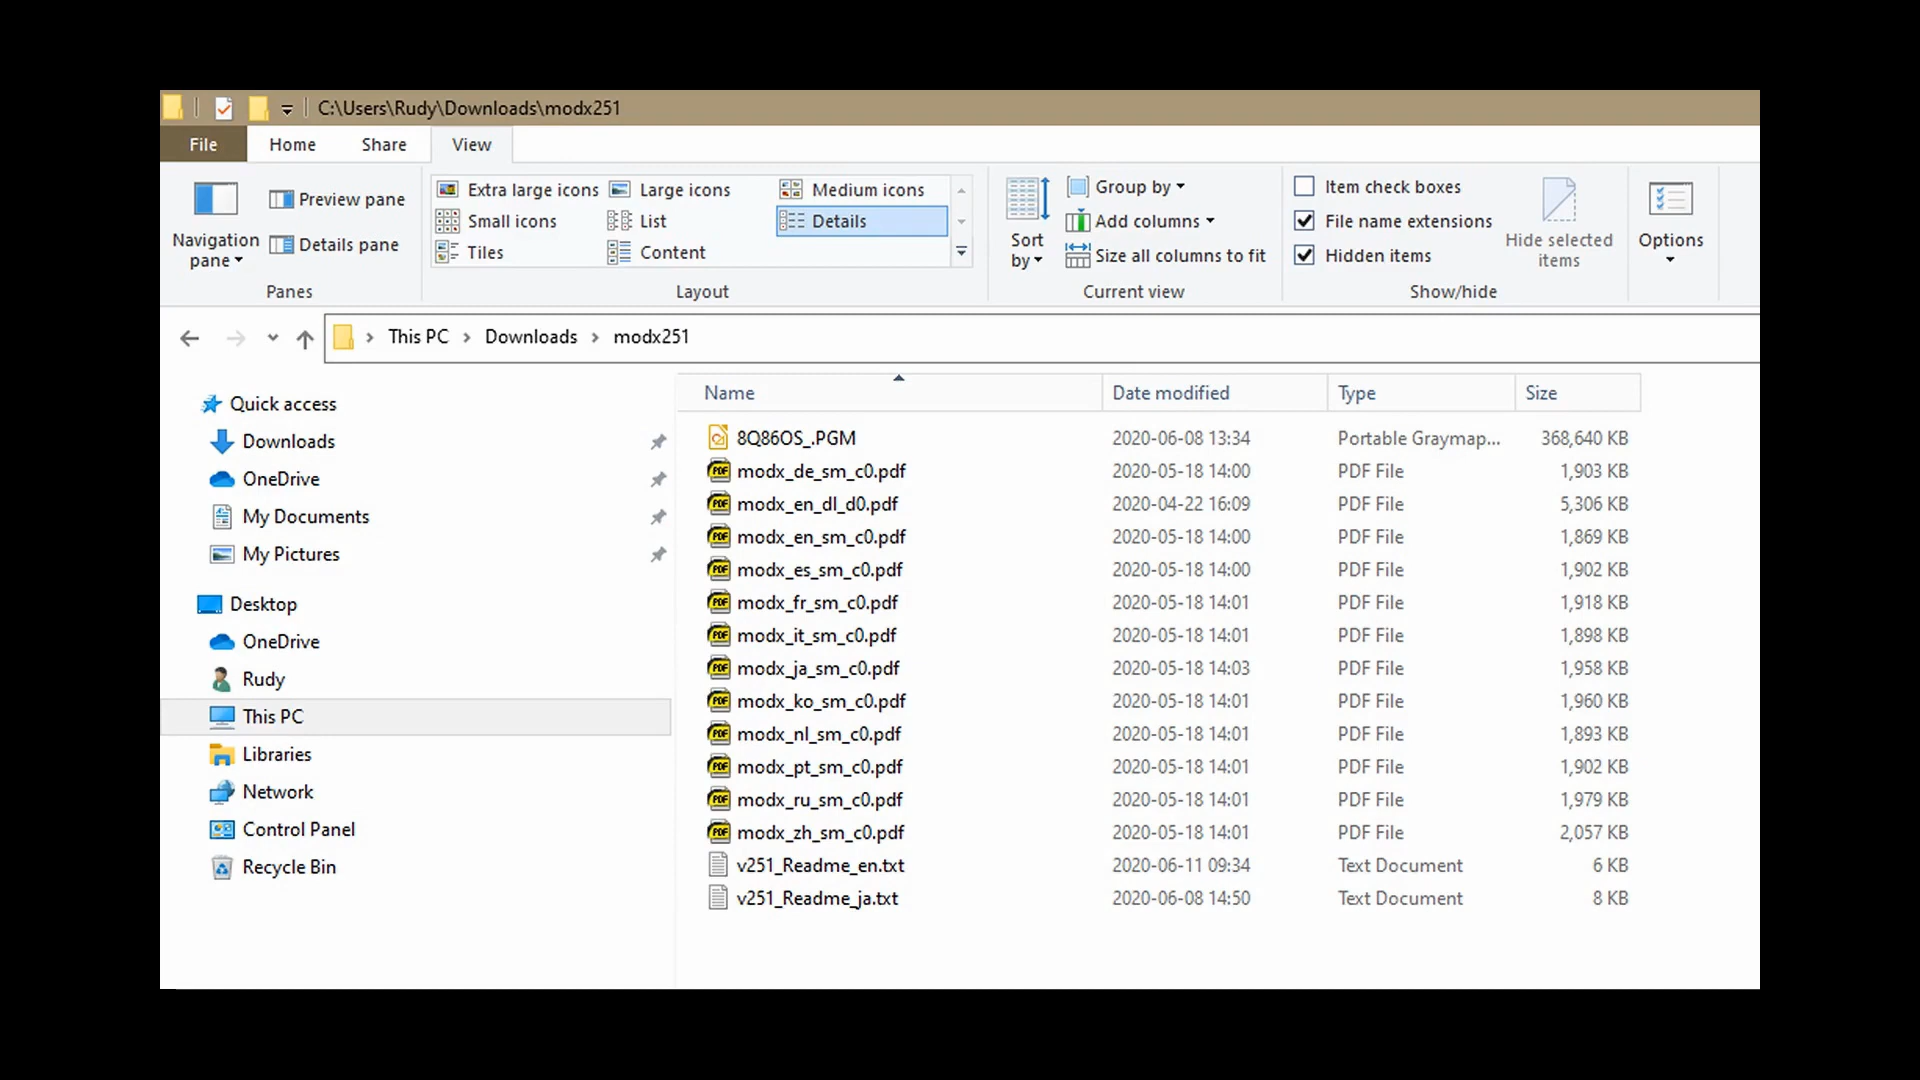 C:\Users\Rudy\Downloads\modx251
File Home Share View
Navigation pane
Preview pane
Details pane
Panes
Extra large icons Large icons Medium icons
Small icons List Details
Tiles Content
Layout
Sort by
Group by
Add columns
Size all columns to fit
Current view
Item check boxes
File name extensions
Hidden items
Hide selected items
Show/hide
Options
This PC > Downloads > modx251
Quick access
Downloads
OneDrive
My Documents
My Pictures
Desktop
OneDrive
Rudy
This PC
Libraries
Network
Control Panel
Recycle Bin
Name Date modified Type Size
8Q86OS_.PGM 2020-06-08 13:34 Portable Graymap... 368,640 KB
modx_de_sm_c0.pdf 2020-05-18 14:00 PDF File 1,903 KB
modx_en_dl_d0.pdf 2020-04-22 16:09 PDF File 5,306 KB
modx_en_sm_c0.pdf 2020-05-18 14:00 PDF File 1,869 KB
modx_es_sm_c0.pdf 2020-05-18 14:00 PDF File 1,902 KB
modx_fr_sm_c0.pdf 2020-05-18 14:01 PDF File 1,918 KB
modx_it_sm_c0.pdf 2020-05-18 14:01 PDF File 1,898 KB
modx_ja_sm_c0.pdf 2020-05-18 14:03 PDF File 1,958 KB
modx_ko_sm_c0.pdf 2020-05-18 14:01 PDF File 1,960 KB
modx_nl_sm_c0.pdf 2020-05-18 14:01 PDF File 1,893 KB
modx_pt_sm_c0.pdf 2020-05-18 14:01 PDF File 1,902 KB
modx_ru_sm_c0.pdf 2020-05-18 14:01 PDF File 1,979 KB
modx_zh_sm_c0.pdf 2020-05-18 14:01 PDF File 2,057 KB
v251_Readme_en.txt 2020-06-11 09:34 Text Document 6 KB
v251_Readme_ja.txt 2020-06-08 14:50 Text Document 8 KB